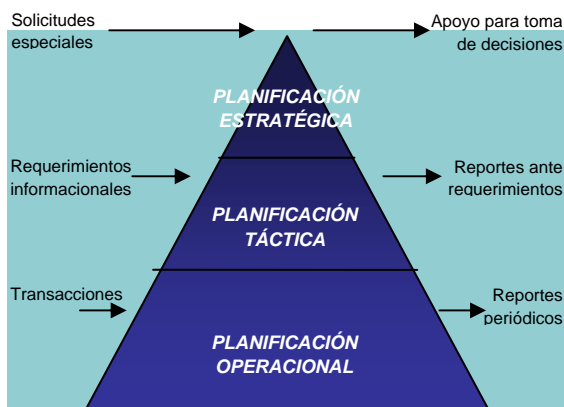 Solicitudes
especiales
Apoyo para toma
de decisiones
PLANIFICACIÓN
ESTRATÉGICA
Requerimientos
informacionales
Reportes ante
requerimientos
PLANIFICACIÓN
TÁCTICA
Transacciones
Reportes
periódicos
PLANIFICACIÓN
OPERACIONAL